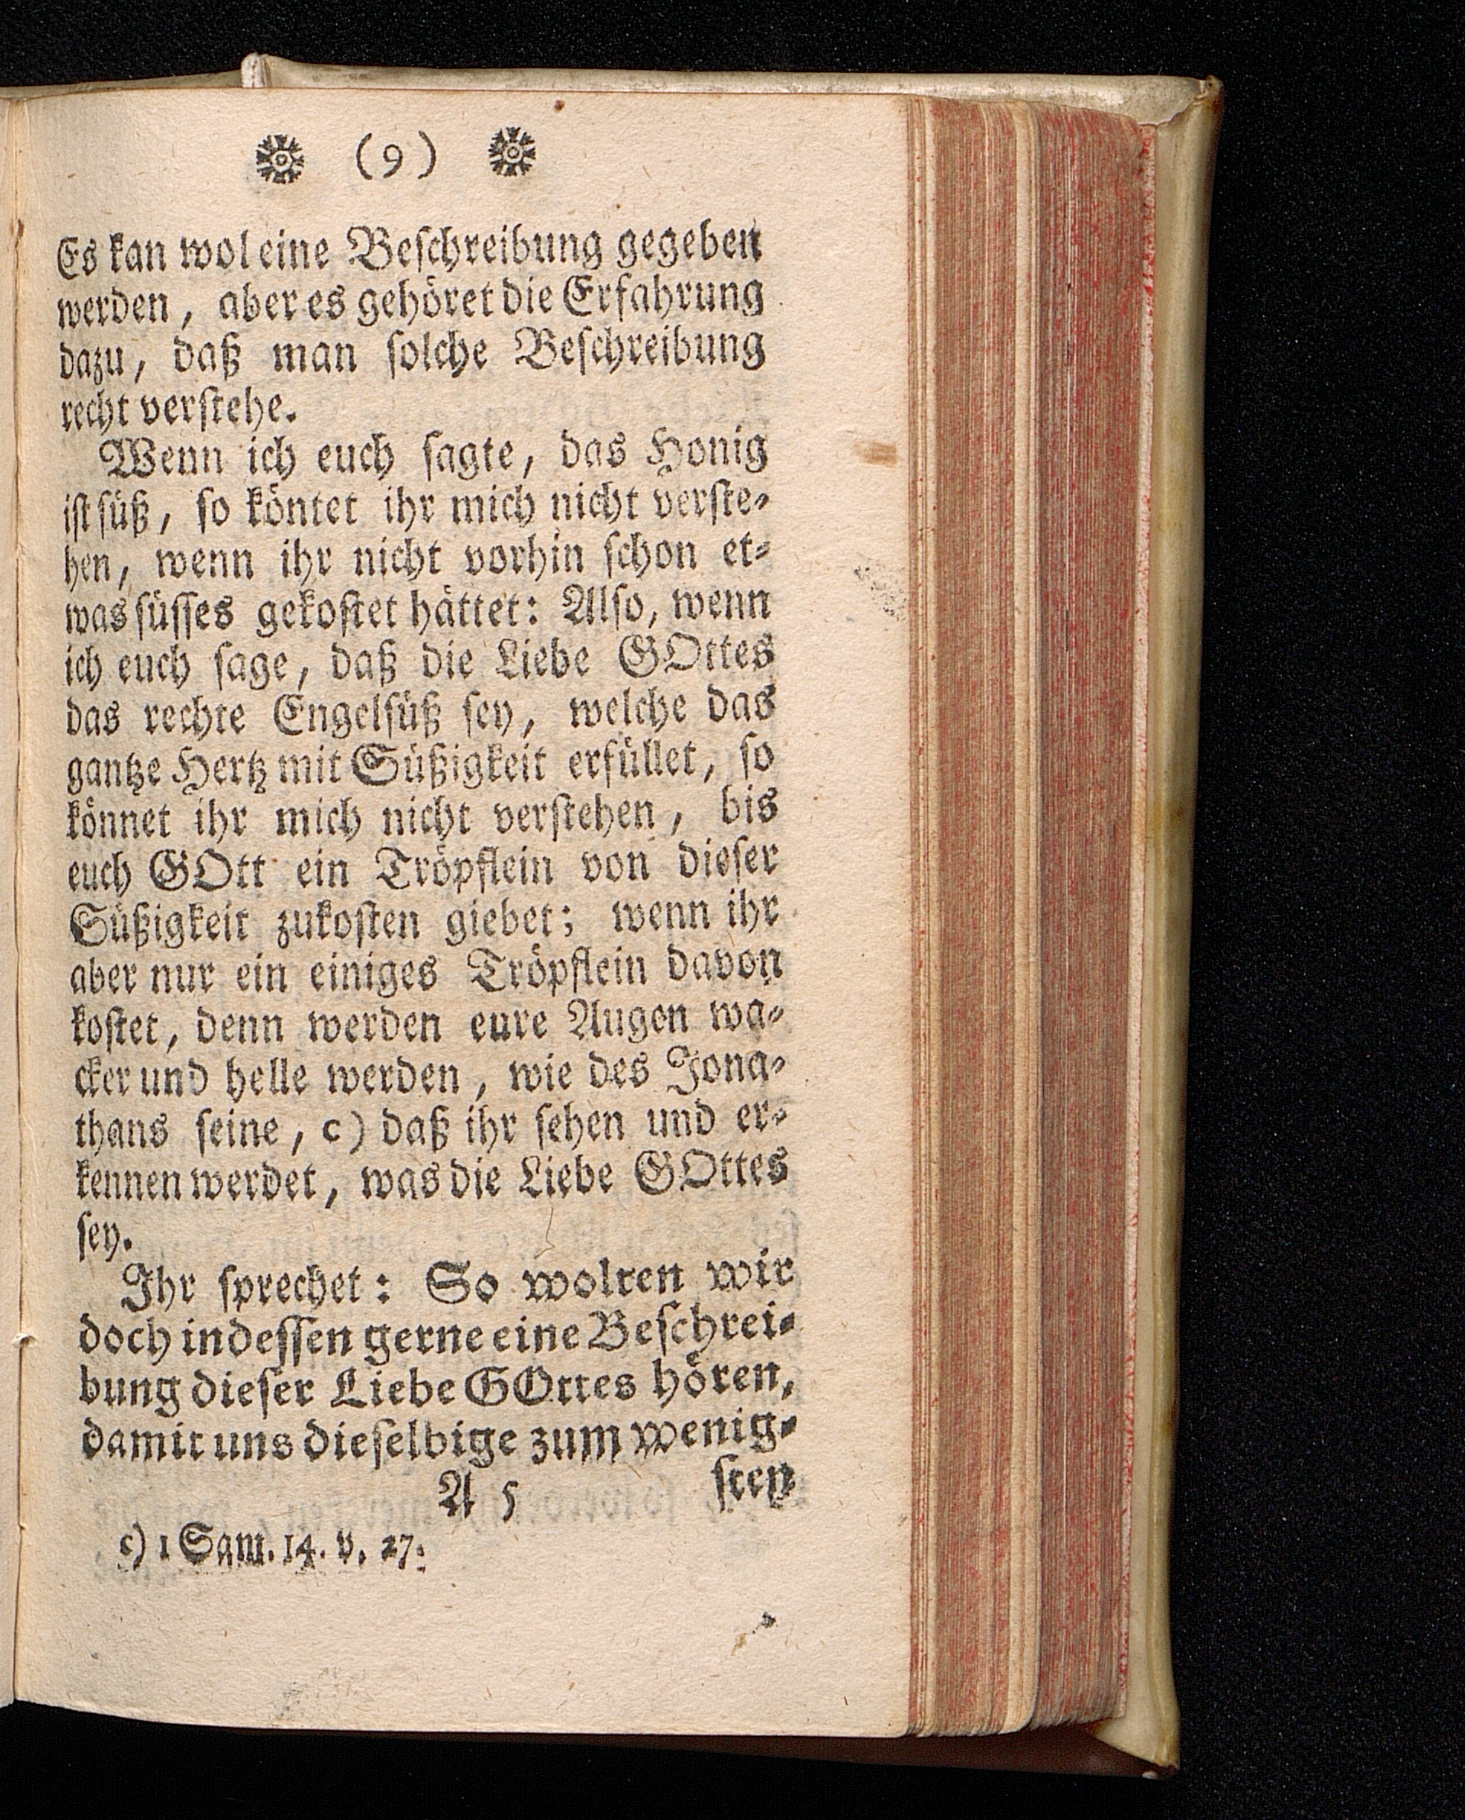 (9)
Es kan wol eine Beschreibung gegeben
werden, aber es gehöret die Erfahrung
dazu, daß man solche Beschreibung
recht verstehe.
Wenn ich euch sagte, das Honig
ist süß, so köntet ihr mich nicht verste-
hen, wenn ihr nicht vorhin schon et-
was süsses gekostet hättet: Also, wenn
ich euch sage, daß die Liebe GOttes
das rechte Engelsüß sey, welche das
gantze Hertz mit Süßigkeit erfüllet, so
könnet ihr mich nicht verstehen, bis
euch GOtt ein Tröpflein von dieser
Süßigkeit zukosten giebet; wenn ihr
aber nur ein einiges Tröpflein davon
kostet, denn werden eure Augen wa-
cker und helle werden, wie des Jona-
thans seine, c) daß ihr sehen und er-
kennen werdet, was die Liebe GOttes
sey.
Ihr sprechet: So wolten wir
doch indessen gerne eine Beschrei-
bung dieser Liebe GOttes hören,
damit uns dieselbige zum wenig-
A 5 sten
c) 1 Sam. 14. v. 27.